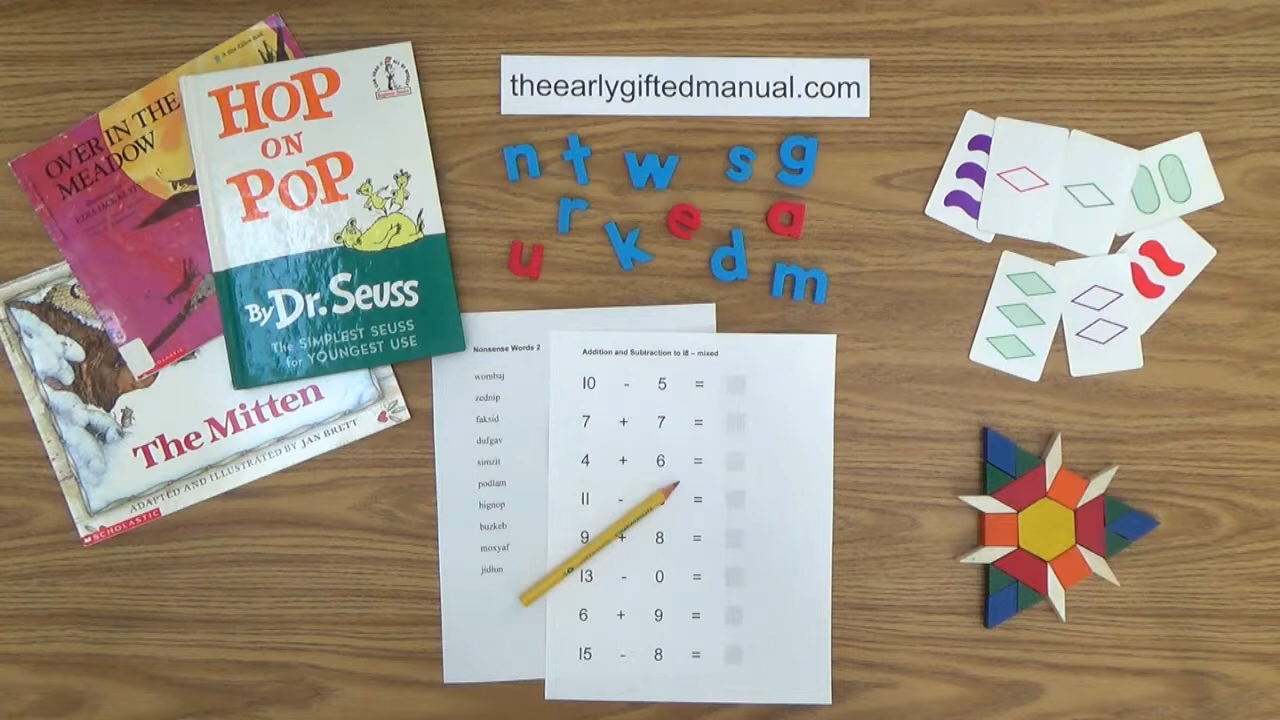 theearlygiftedmanual.com
OVER IN THE
MEADOW
HOP
ON
POP
By Dr. Seuss
The SIMPLEST SEUSS
for YOUNGEST USE
The Mitten
ADAPTED AND ILLUSTRATED BY JAN BRETT
SCHOLASTIC
n t w s g
r k e a
u d m
Nonsense Words 2
wombaj
zednip
faksid
dufgav
simzit
podlam
hignop
buzkeb
moxyaf
jidlun
Addition and Subtraction to 18 – mixed
10 - 5 =
7 + 7 =
4 + 6 =
11 - =
9 + 8 =
13 - 0 =
6 + 9 =
15 - 8 =